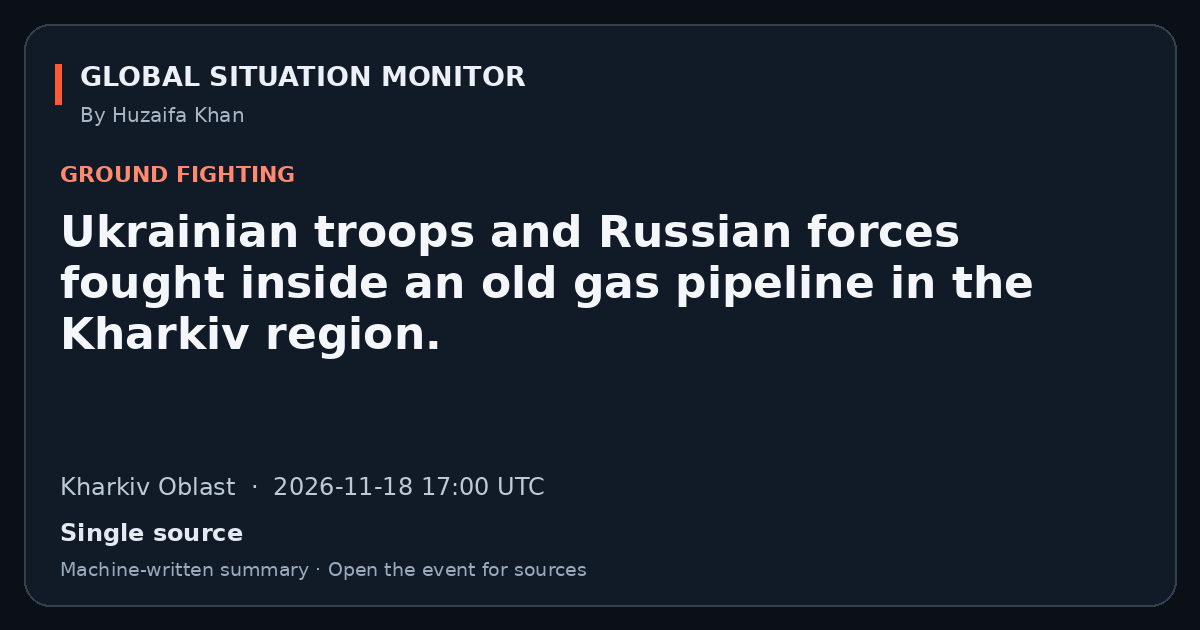 GLOBAL SITUATION MONITOR
By Huzaifa Khan
GROUND FIGHTING
Ukrainian troops and Russian forces
fought inside an old gas pipeline in the
Kharkiv region.
Kharkiv Oblast · 2026-11-18 17:00 UTC
Single source
Machine-written summary · Open the event for sources